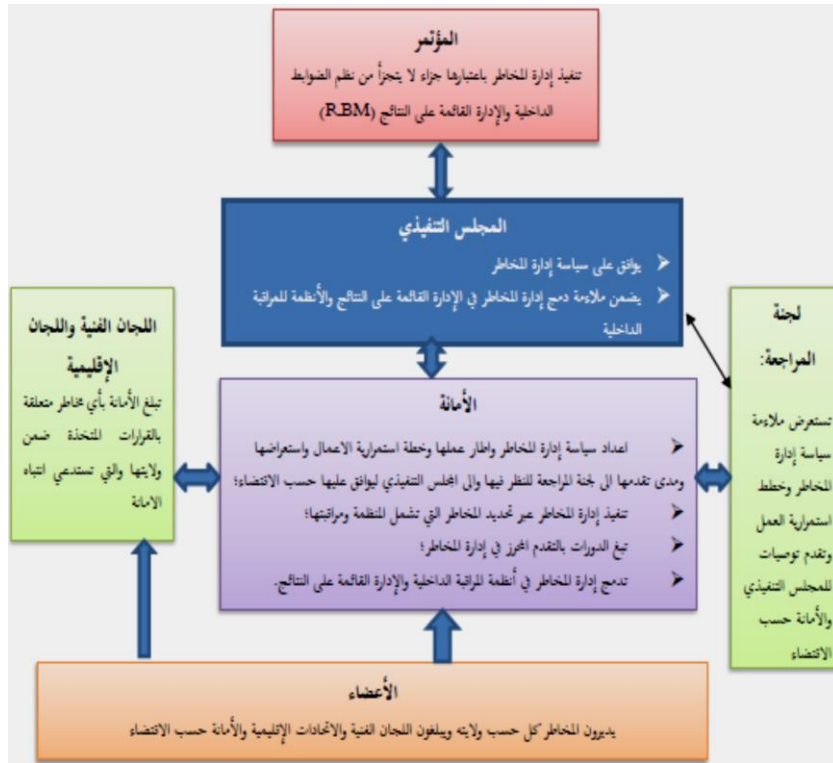 المؤتمر
تنفيذ إدارة المخاطر باعتبارها جزاء لا يتجزأ من نظم الضوابط
الداخلية والإدارة القائمة على النتائج (RBM)
المجلس التنفيذي
يوافق على سياسة إدارة المخاطر
يضمن ملاءمة دمج إدارة المخاطر في الإدارة القائمة على النتائج والأنظمة للمراقبة
الداخلية
لجنة
المراجعة:
تستعرض ملاءمة
سياسة إدارة
المخاطر وخطط
استمرارية العمل
وتقدم توصيات
للمجلس التنفيذي
والأمانة حسب
الاقتضاء
الأمانة
اعداد سياسة إدارة المخاطر واطار عملها وخطة استمرارية الاعمال واستعراضها
ومدى تقدمها الى لجنة المراجعة للنظر فيها والى المجلس التنفيذي ليوافق عليها حسب الاقتضاء؛
تنفيذ إدارة المخاطر عبر تحديد المخاطر التي تشمل المنظمة ومراقبتها؛
تبغ الدورات بالتقدم المحرز في إدارة المخاطر؛
تدمج إدارة المخاطر في أنظمة المراقبة الداخلية والإدارة القائمة على النتائج.
اللجان الفنية واللجان
الإقليمية
تبلغ الأمانة بأي مخاطر متعلقة
بالقرارات المتخذة ضمن
ولايتها والتي تستدعي انتباه
الامانة
الأعضاء
يديرون المخاطر كل حسب ولايته ويبلغون اللجان الفنية والاتحادات الإقليمية والأمانة حسب الاقتضاء